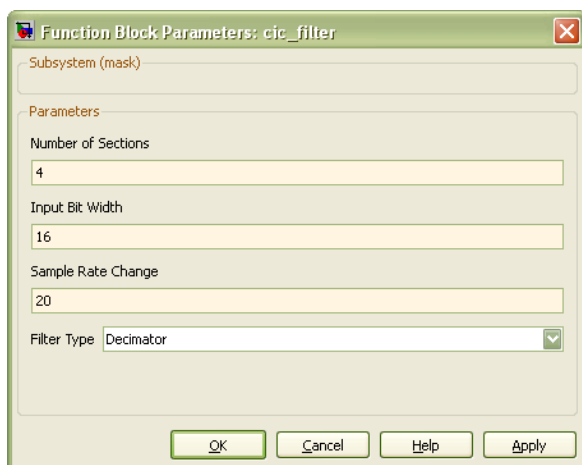 Function Block Parameters: cic_filter
Subsystem (mask)
Parameters
Number of Sections
4
Input Bit Width
16
Sample Rate Change
20
Filter Type Decimator
OK Cancel Help Apply